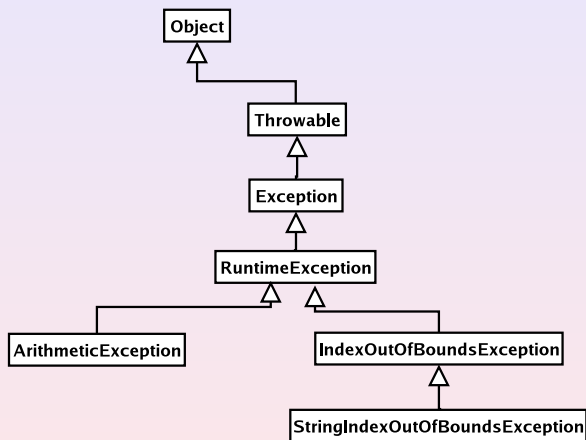 Object
Throwable
Exception
RuntimeException
ArithmeticException
IndexOutOfBoundsException
StringIndexOutOfBoundsException